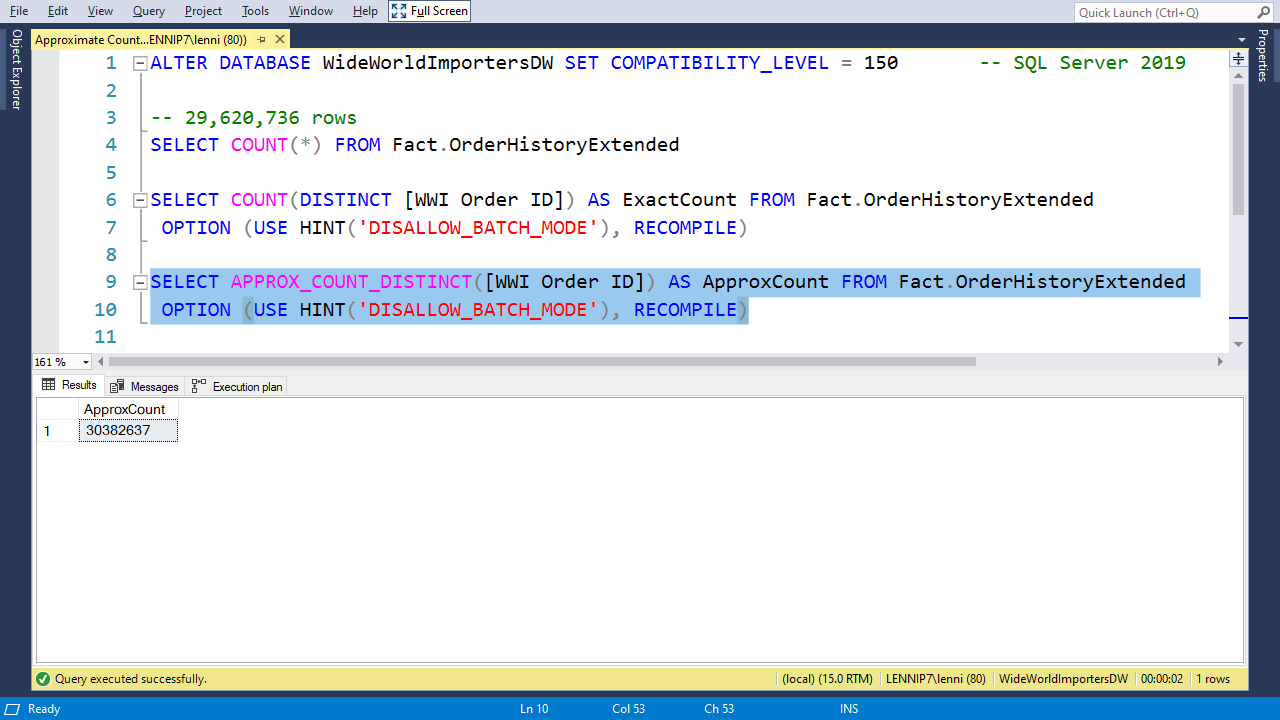 File Edit View Query Project Tools Window Help Full Screen Quick Launch (Ctrl+Q)
Object Explorer
Properties
Approximate Count...ENNIP7\lenni (80))
1 ALTER DATABASE WideWorldImportersDW SET COMPATIBILITY_LEVEL = 150 -- SQL Server 2019
2
3 -- 29,620,736 rows
4 SELECT COUNT(*) FROM Fact.OrderHistoryExtended
5
6 SELECT COUNT(DISTINCT [WWI Order ID]) AS ExactCount FROM Fact.OrderHistoryExtended
7 OPTION (USE HINT('DISALLOW_BATCH_MODE'), RECOMPILE)
8
9 SELECT APPROX_COUNT_DISTINCT([WWI Order ID]) AS ApproxCount FROM Fact.OrderHistoryExtended
10 OPTION (USE HINT('DISALLOW_BATCH_MODE'), RECOMPILE)
11
161 %
Results Messages Execution plan
ApproxCount
1 30382637
Query executed successfully. (local) (15.0 RTM) LENNIP7\lenni (80) WideWorldImportersDW 00:00:02 1 rows
Ready Ln 10 Col 53 Ch 53 INS